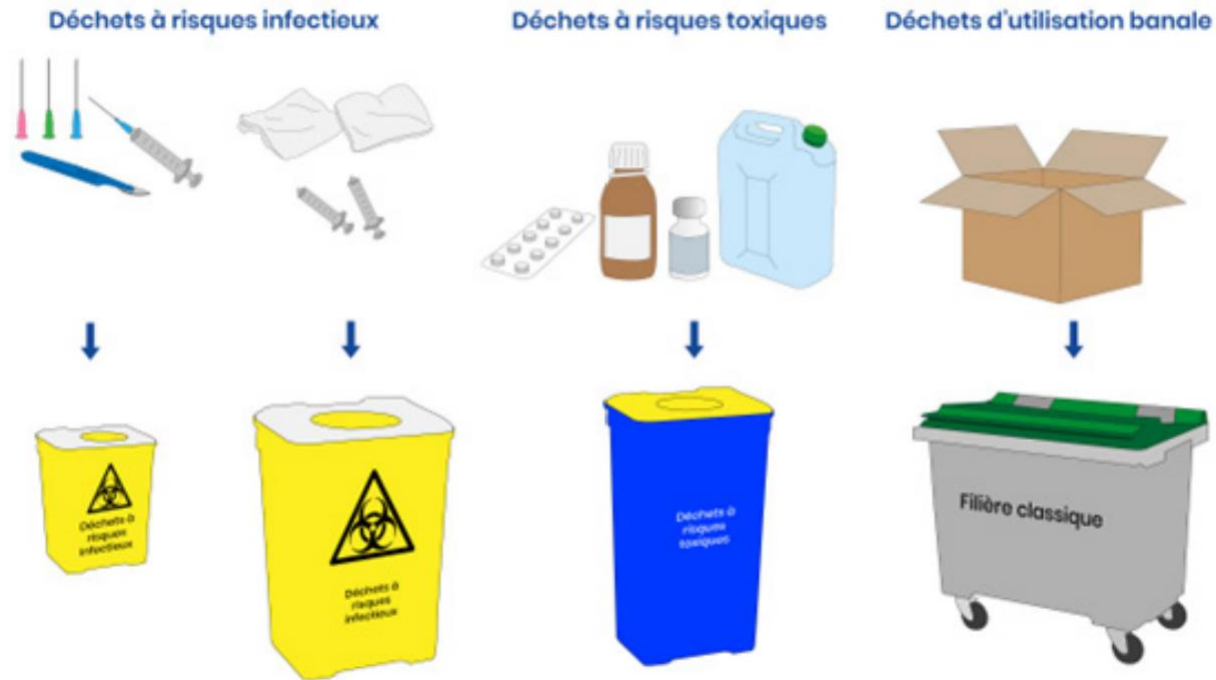 Déchets à risques infectieux
Déchets à risques toxiques
Déchets d'utilisation banale
Déchets à
risques
infectieux
Déchets à
risques
infectieux
Déchets à
risques
toxiques
Filière classique